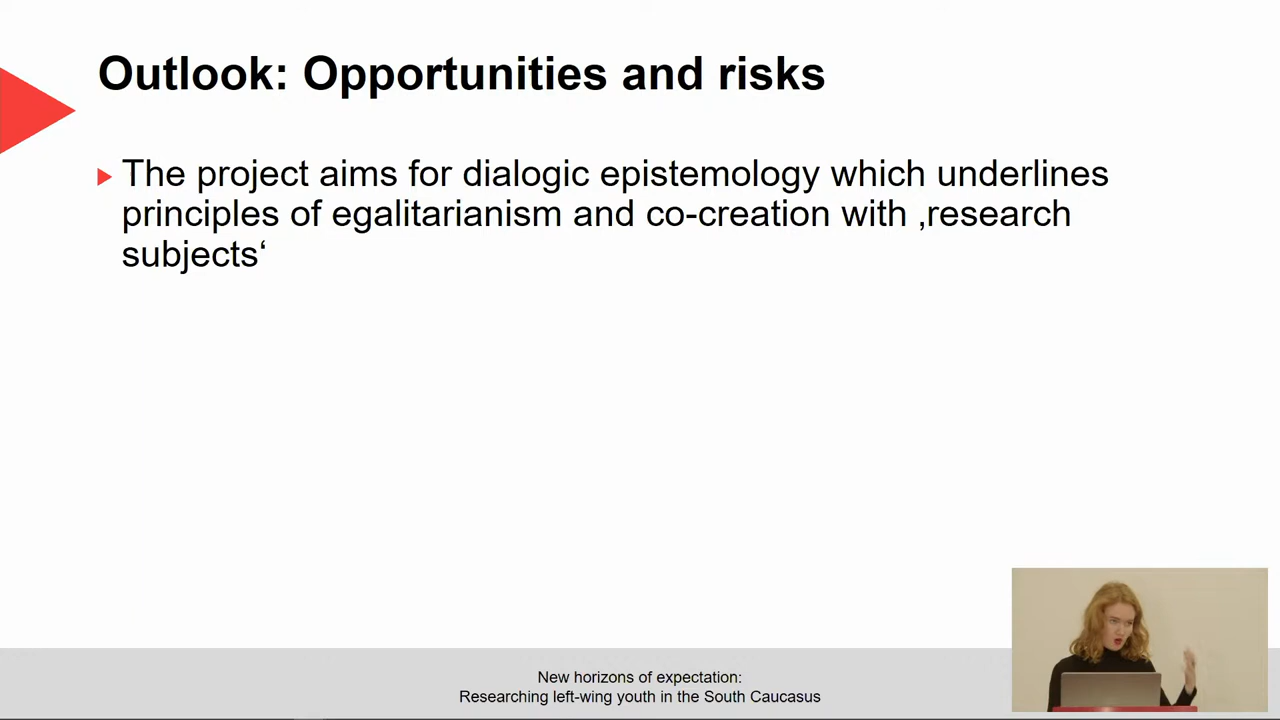 Outlook: Opportunities and risks
The project aims for dialogic epistemology which underlines
principles of egalitarianism and co-creation with ‚research
subjects‘
New horizons of expectation:
Researching left-wing youth in the South Caucasus